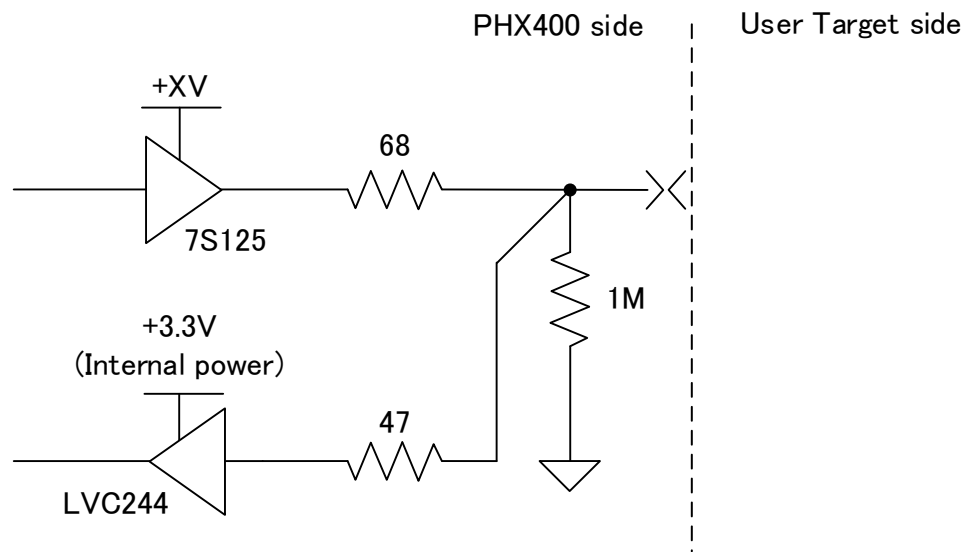 PHX400 side
User Target side
+XV
68
7S125
1M
+3.3V
(Internal power)
47
LVC244